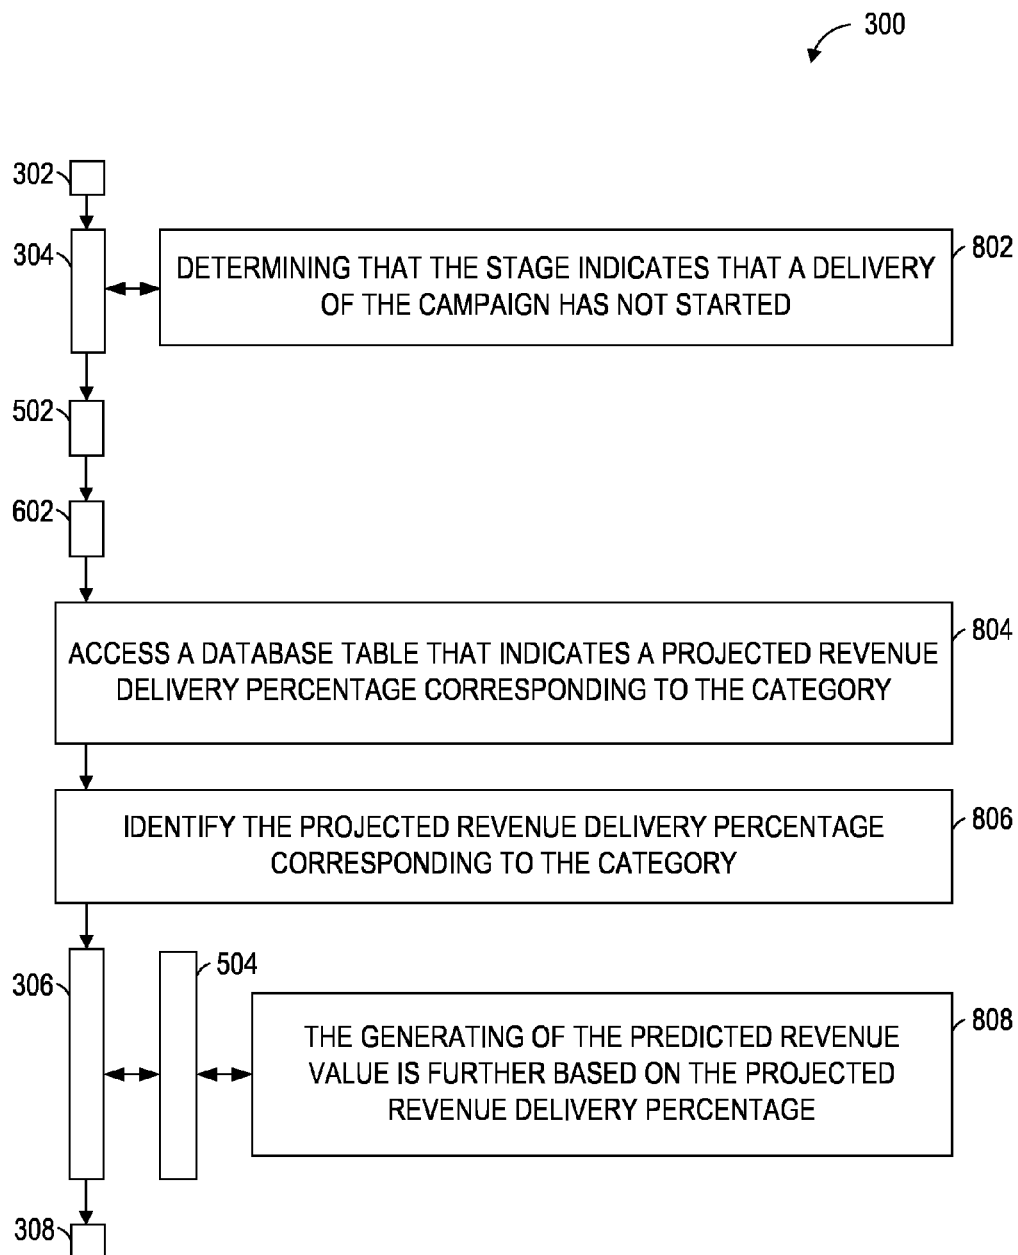 300
302
304
DETERMINING THAT THE STAGE INDICATES THAT A DELIVERY
OF THE CAMPAIGN HAS NOT STARTED
802
502
602
ACCESS A DATABASE TABLE THAT INDICATES A PROJECTED REVENUE
DELIVERY PERCENTAGE CORRESPONDING TO THE CATEGORY
804
IDENTIFY THE PROJECTED REVENUE DELIVERY PERCENTAGE
CORRESPONDING TO THE CATEGORY
806
306
504
THE GENERATING OF THE PREDICTED REVENUE
VALUE IS FURTHER BASED ON THE PROJECTED
REVENUE DELIVERY PERCENTAGE
808
308